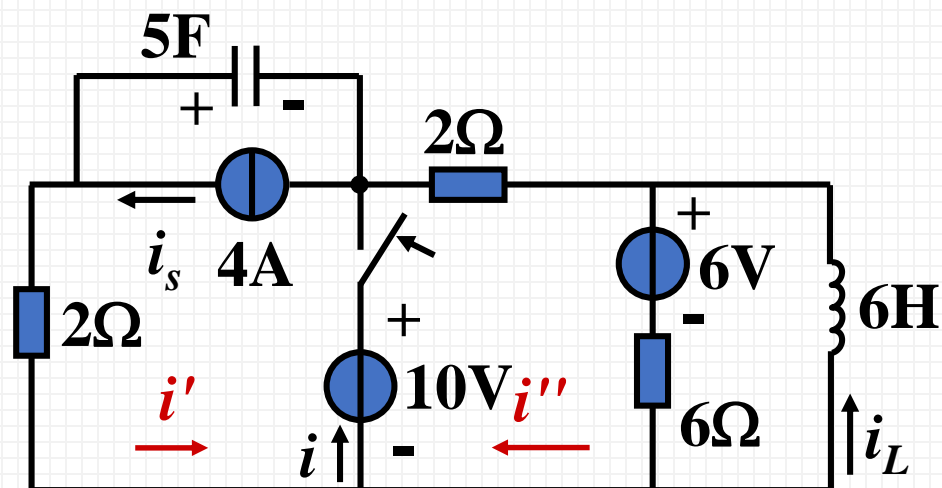 5F
+ -
2Ω
i_s
4A
+
6V
-
6H
2Ω
+
10V
-
i'
i
i''
6Ω
i_L